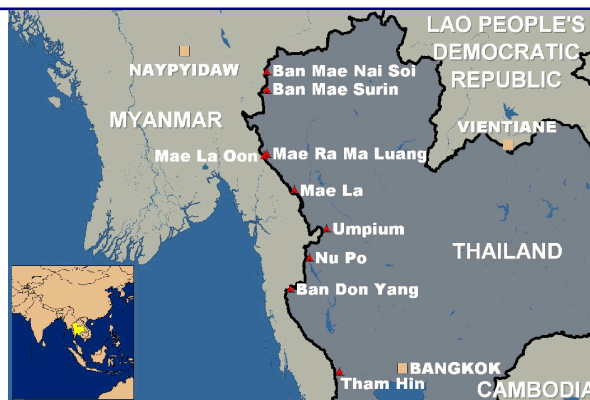 LAO PEOPLE'S
DEMOCRATIC
REPUBLIC
NAYPYIDAW
Ban Mae Nai Soi
Ban Mae Surin
MYANMAR
VIENTIANE
Mae La Oon
Mae Ra Ma Luang
Mae La
Umpium
THAILAND
Nu Po
Ban Don Yang
BANGKOK
Tham Hin
CAMBODIA